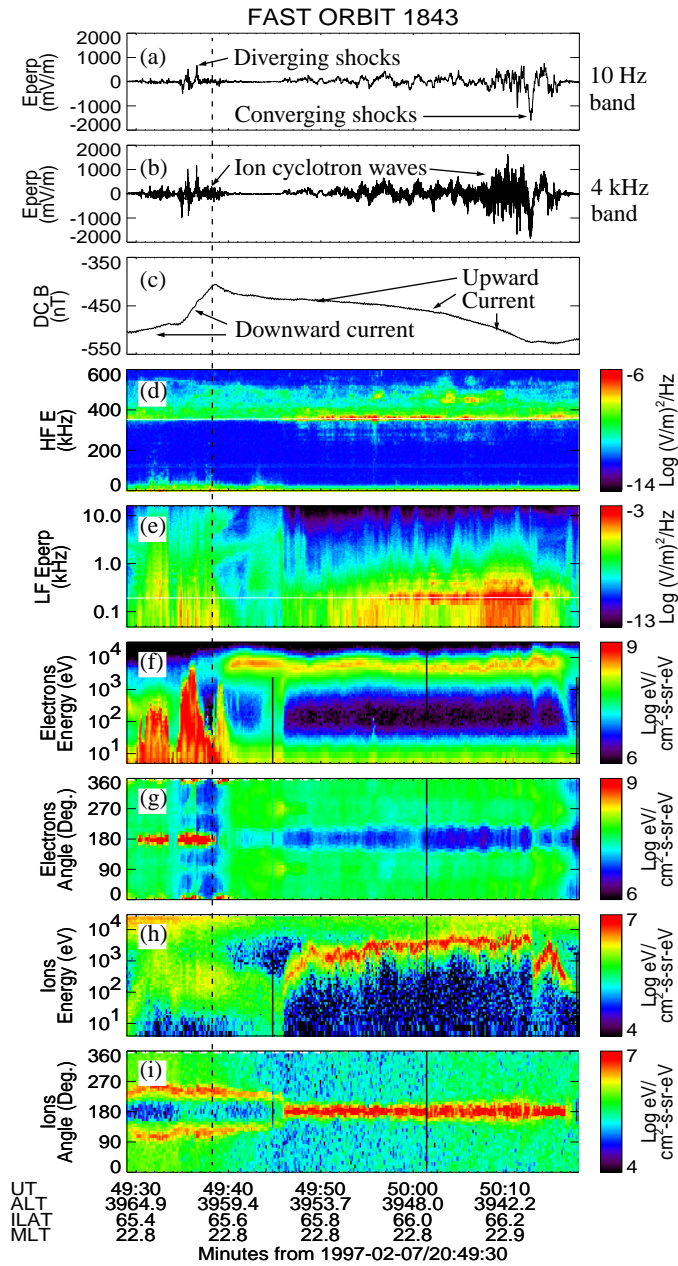 FAST ORBIT 1843
Eperp
(mV/m)
2000
1000
0
-1000
-2000
(a)
Diverging shocks
Converging shocks
10 Hz
band
Eperp
(mV/m)
2000
1000
0
-1000
-2000
(b)
Ion cyclotron waves
4 kHz
band
DC B
(nT)
-350
-450
-550
(c)
Upward
Current
Downward current
HF E
(kHz)
600
400
200
0
(d)
-6
-14
Log (V/m)²/Hz
LF Eperp
(kHz)
10.0
1.0
0.1
(e)
-3
-13
Log (V/m)²/Hz
Electrons
Energy (eV)
10⁴
10³
10²
10¹
(f)
9
6
Log eV/
cm²-s-sr-eV
Electrons
Angle (Deg.)
360
270
180
90
0
(g)
9
6
Log eV/
cm²-s-sr-eV
Ions
Energy (eV)
10⁴
10³
10²
10¹
(h)
7
4
Log eV/
cm²-s-sr-eV
Ions
Angle (Deg.)
360
270
180
90
0
(i)
7
4
Log eV/
cm²-s-sr-eV
UT 49:30 49:40 49:50 50:00 50:10
ALT 3964.9 3959.4 3953.7 3948.0 3942.2
ILAT 65.4 65.6 65.8 66.0 66.2
MLT 22.8 22.8 22.8 22.8 22.9
Minutes from 1997-02-07/20:49:30